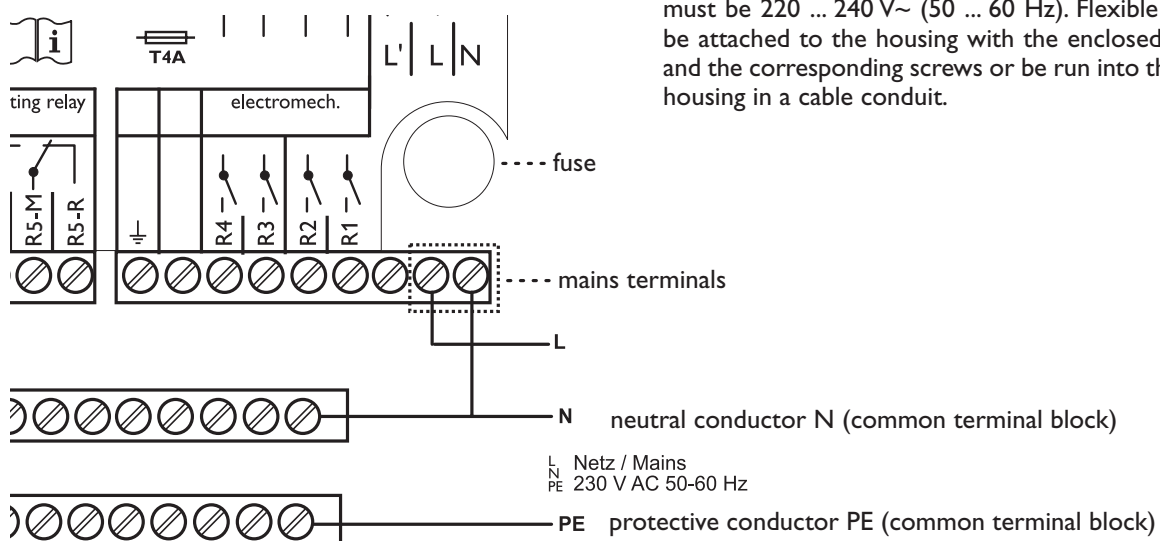 must be 220 ... 240 V~ (50 ... 60 Hz). Flexible
be attached to the housing with the enclosed
and the corresponding screws or be run into
housing in a cable conduit.
i
T4A
L' L N
ting relay
electromech.
fuse
R5-M
R5-R
R4
R3
R2
R1
mains terminals
L
N neutral conductor N (common terminal block)
L
N
PE
Netz / Mains
230 V AC 50-60 Hz
PE protective conductor PE (common terminal block)